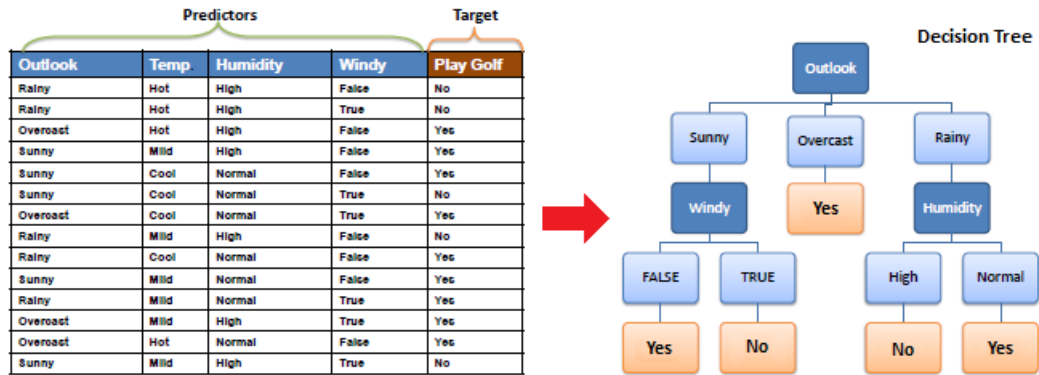 Predictors Target
Outlook Temp. Humidity Windy Play Golf
Rainy Hot High False No
Rainy Hot High True No
Overcast Hot High False Yes
Sunny Mild High False Yes
Sunny Cool Normal False Yes
Sunny Cool Normal True No
Overcast Cool Normal True Yes
Rainy Mild High False No
Rainy Cool Normal False Yes
Sunny Mild Normal False Yes
Rainy Mild Normal True Yes
Overcast Mild High True Yes
Overcast Hot Normal False Yes
Sunny Mild High True No
Decision Tree
Outlook
Sunny Overcast Rainy
Windy Yes Humidity
FALSE TRUE High Normal
Yes No No Yes